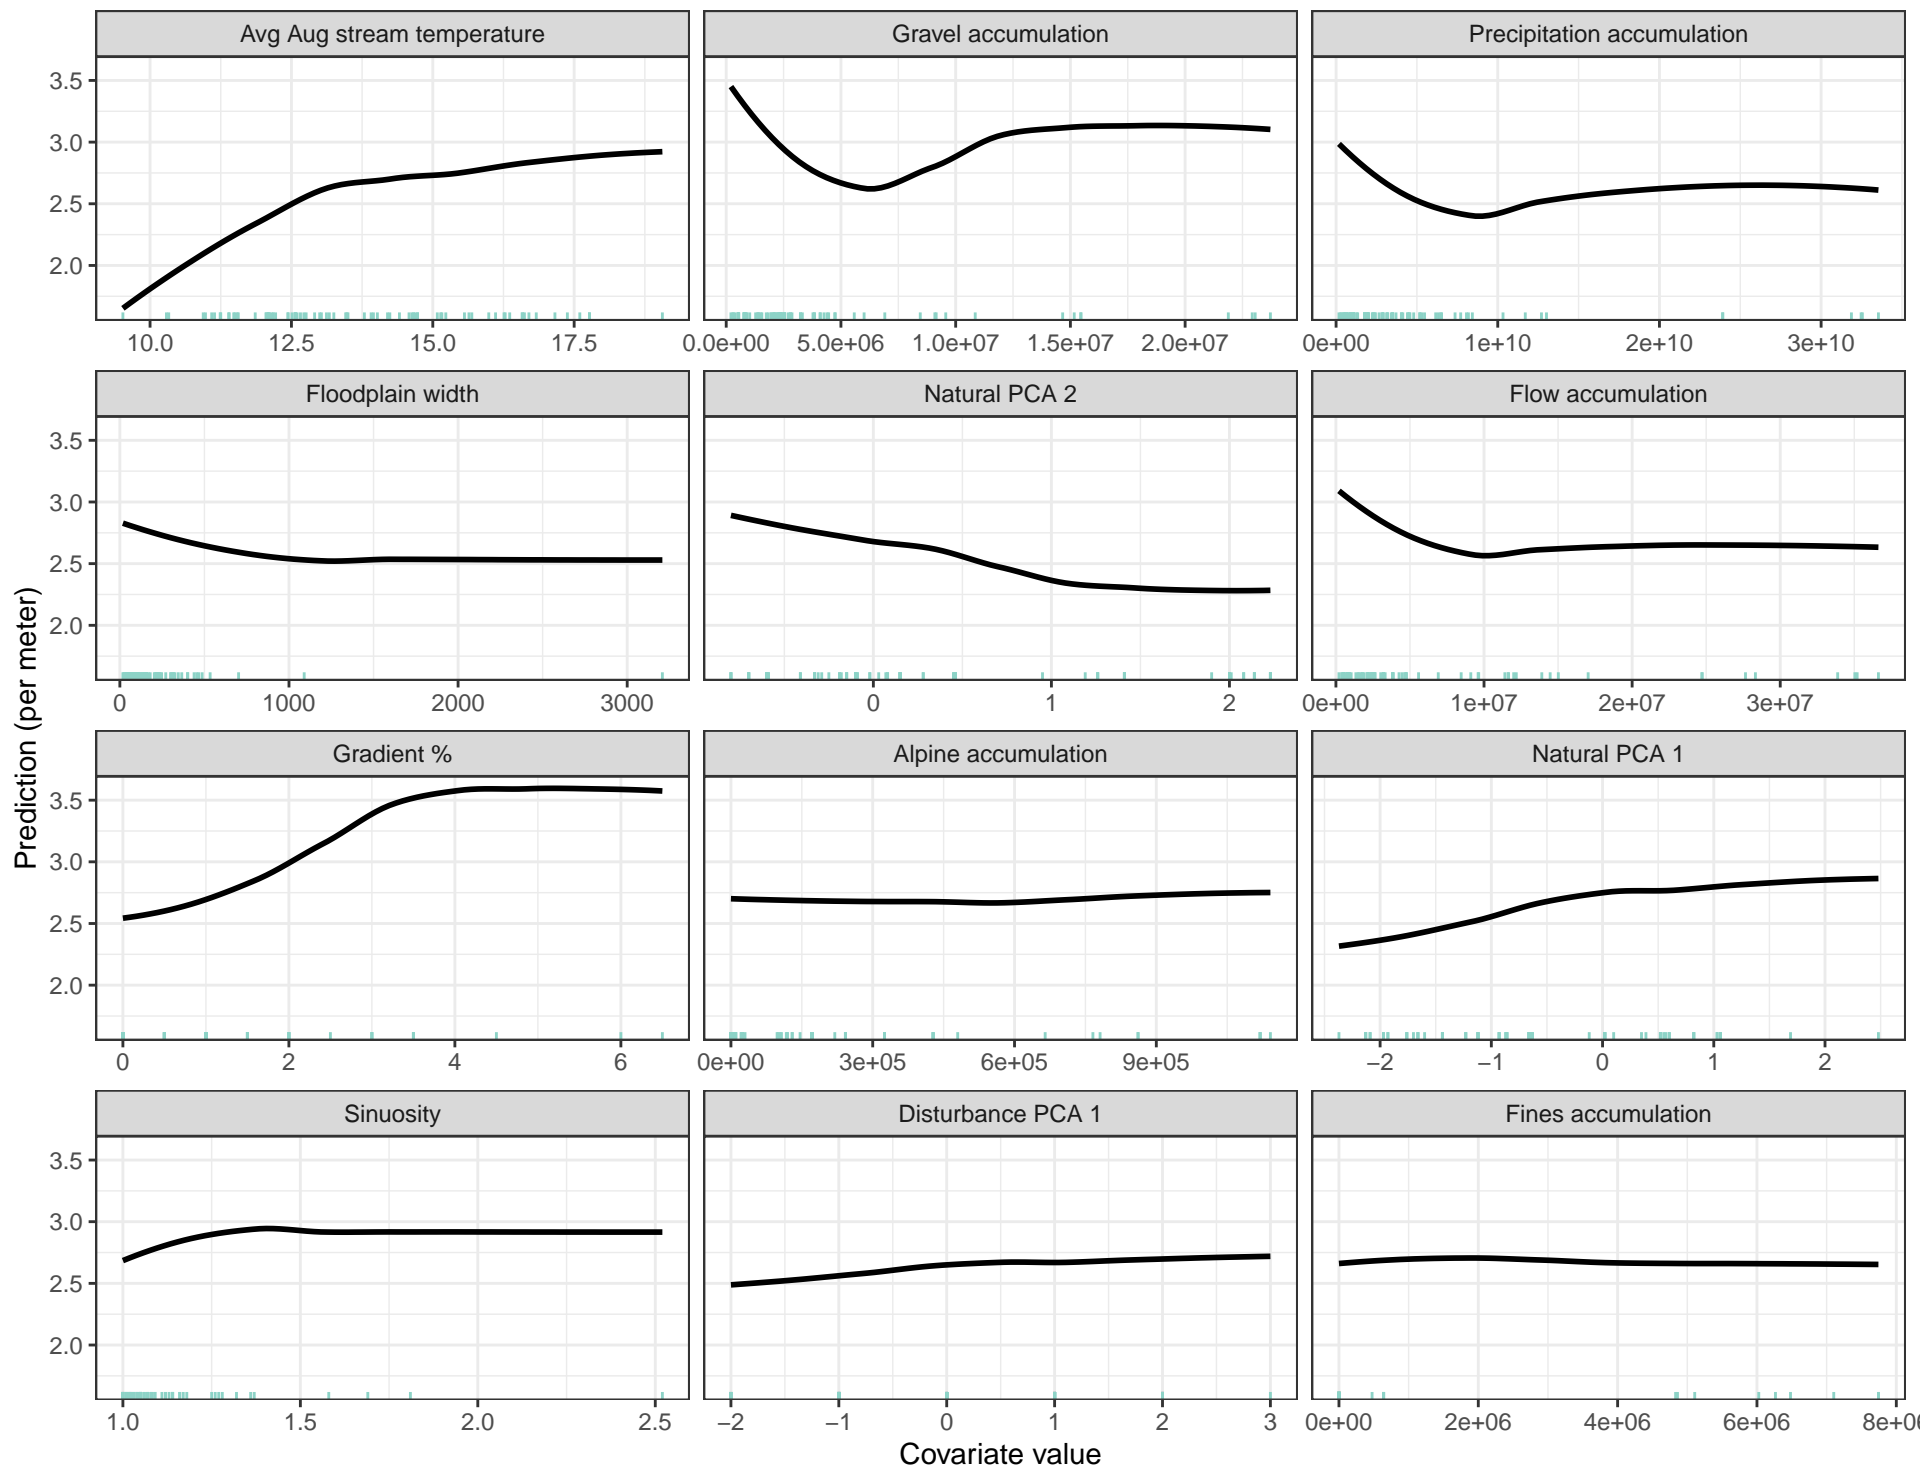 Avg Aug stream temperature
Gravel accumulation
Precipitation accumulation
3.5
3.0
2.5
2.0
10.0 12.5 15.0 17.5
0.0e+00 5.0e+06 1.0e+07 1.5e+07 2.0e+07
0e+00 1e+10 2e+10 3e+10
Floodplain width
Natural PCA 2
Flow accumulation
3.5
3.0
2.5
2.0
0 1000 2000 3000
0 1 2
0e+00 1e+07 2e+07 3e+07
Prediction (per meter)
Gradient %
Alpine accumulation
Natural PCA 1
3.5
3.0
2.5
2.0
0 2 4 6
0e+00 3e+05 6e+05 9e+05
−2 −1 0 1 2
Sinuosity
Disturbance PCA 1
Fines accumulation
3.5
3.0
2.5
2.0
1.0 1.5 2.0 2.5
−2 −1 0 1 2 3
0e+00 2e+06 4e+06 6e+06 8e+06
Covariate value